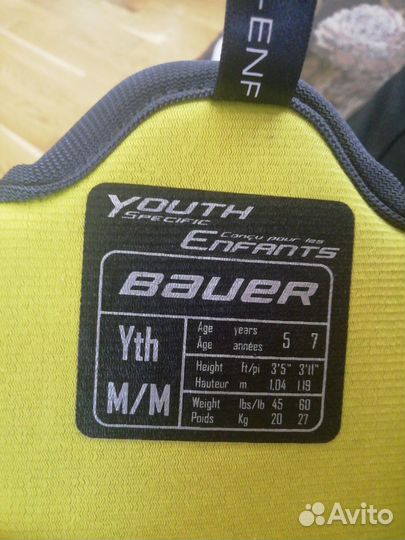 -ENF
YOUTH
SPECIFIC
Conçu pour les
ENFANTS
BAUER
Yth
M/M
Age years
Âge années 5 7
Height ft/pi 3'5" 3'11"
Hauteur m 1.04 1.19
Weight lbs/lb 45 60
Poids Kg 20 27
Avito